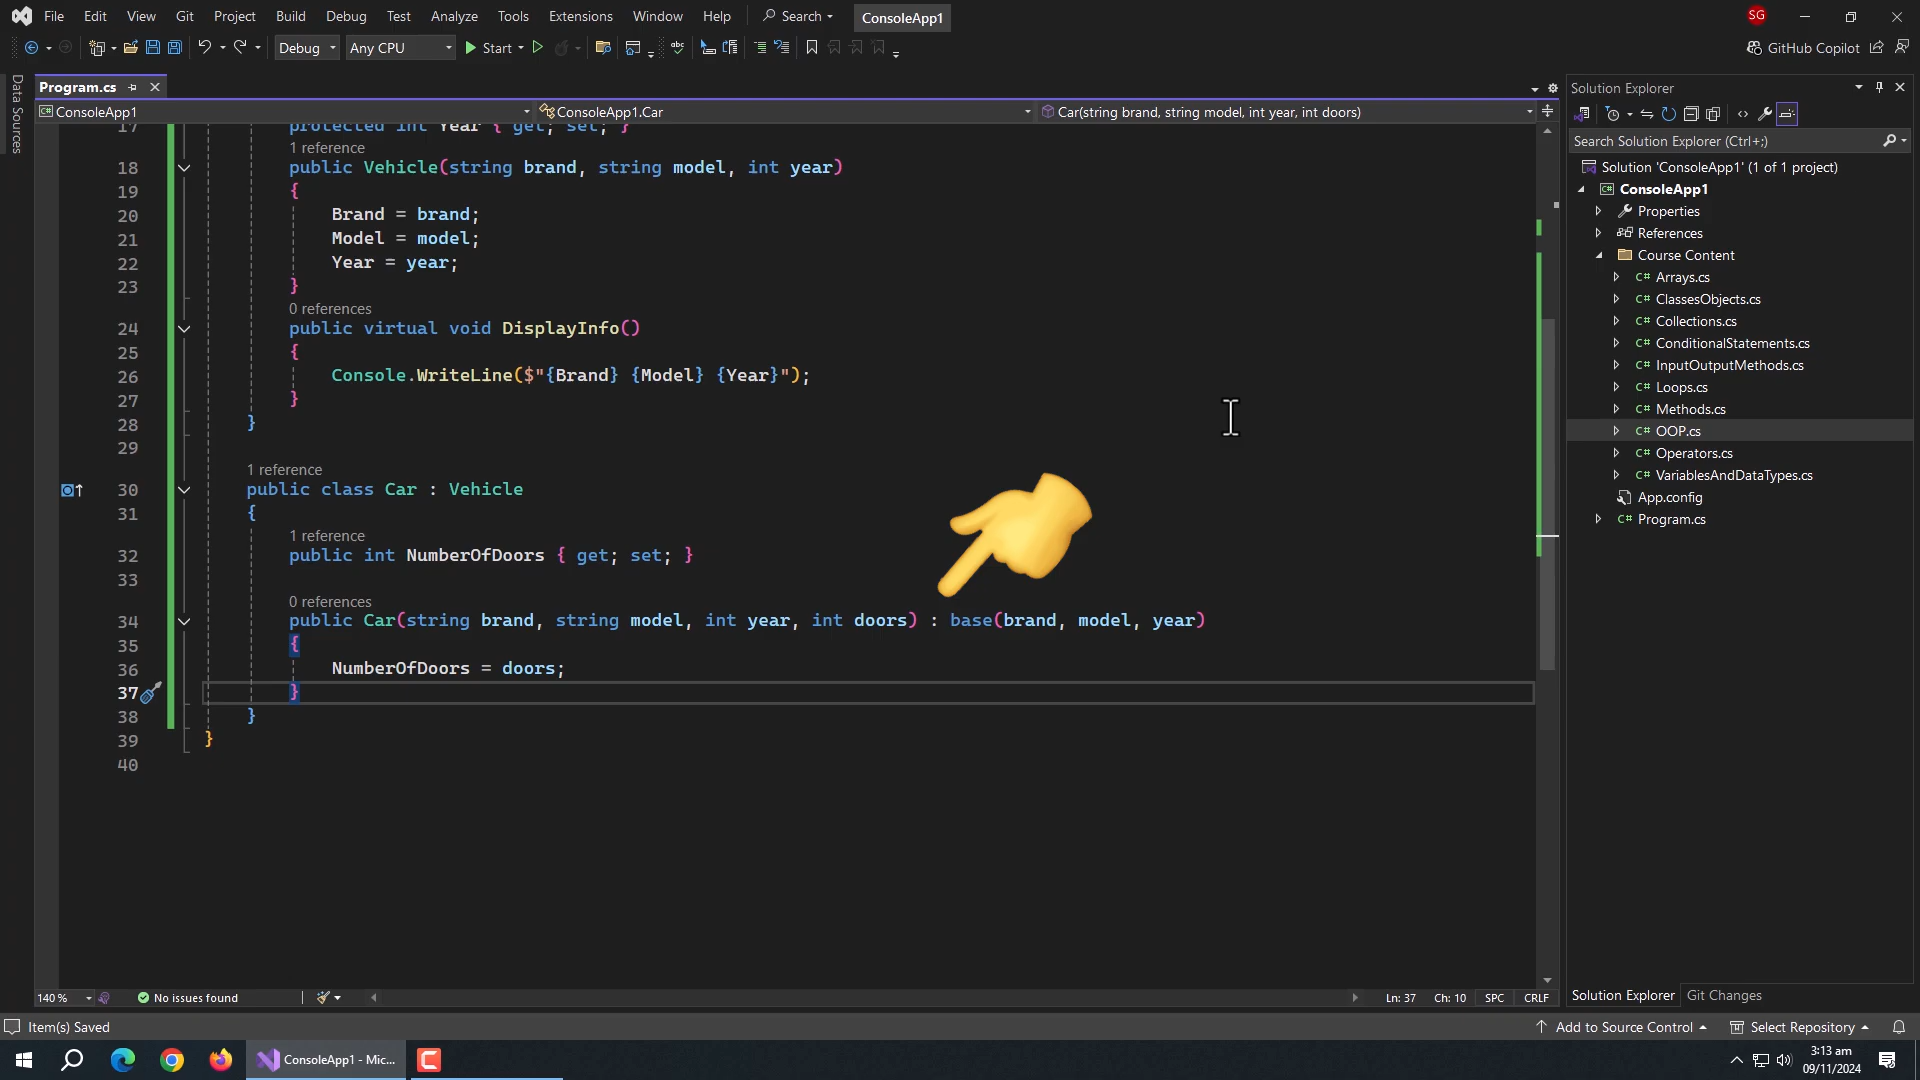 File Edit View Git Project Build Debug Test Analyze Tools Extensions Window Help Search ConsoleApp1 SG
Debug Any CPU Start GitHub Copilot
Data Sources
Program.cs
ConsoleApp1 ConsoleApp1.Car Car(string brand, string model, int year, int doors)
17 protected int Year { get; set; }
1 reference
18 public Vehicle(string brand, string model, int year)
19 {
20 Brand = brand;
21 Model = model;
22 Year = year;
23 }
0 references
24 public virtual void DisplayInfo()
25 {
26 Console.WriteLine($"{Brand} {Model} {Year}");
27 }
28 }
29
1 reference
30 public class Car : Vehicle
31 {
1 reference
32 public int NumberOfDoors { get; set; }
33
0 references
34 public Car(string brand, string model, int year, int doors) : base(brand, model, year)
35 {
36 NumberOfDoors = doors;
37 }
38 }
39 }
40
140 % No issues found Ln: 37 Ch: 10 SPC CRLF
Solution Explorer
Search Solution Explorer (Ctrl+;)
Solution 'ConsoleApp1' (1 of 1 project)
C# ConsoleApp1
Properties
References
Course Content
C# Arrays.cs
C# ClassesObjects.cs
C# Collections.cs
C# ConditionalStatements.cs
C# InputOutputMethods.cs
C# Loops.cs
C# Methods.cs
C# OOP.cs
C# Operators.cs
C# VariablesAndDataTypes.cs
App.config
C# Program.cs
Solution Explorer Git Changes
Item(s) Saved Add to Source Control Select Repository
ConsoleApp1 - Mic...
3:13 am
09/11/2024